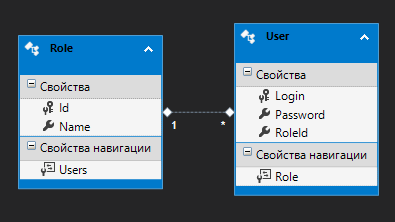 Role
Свойства
Id
Name
Свойства навигации
Users
1
*
User
Свойства
Login
Password
RoleId
Свойства навигации
Role